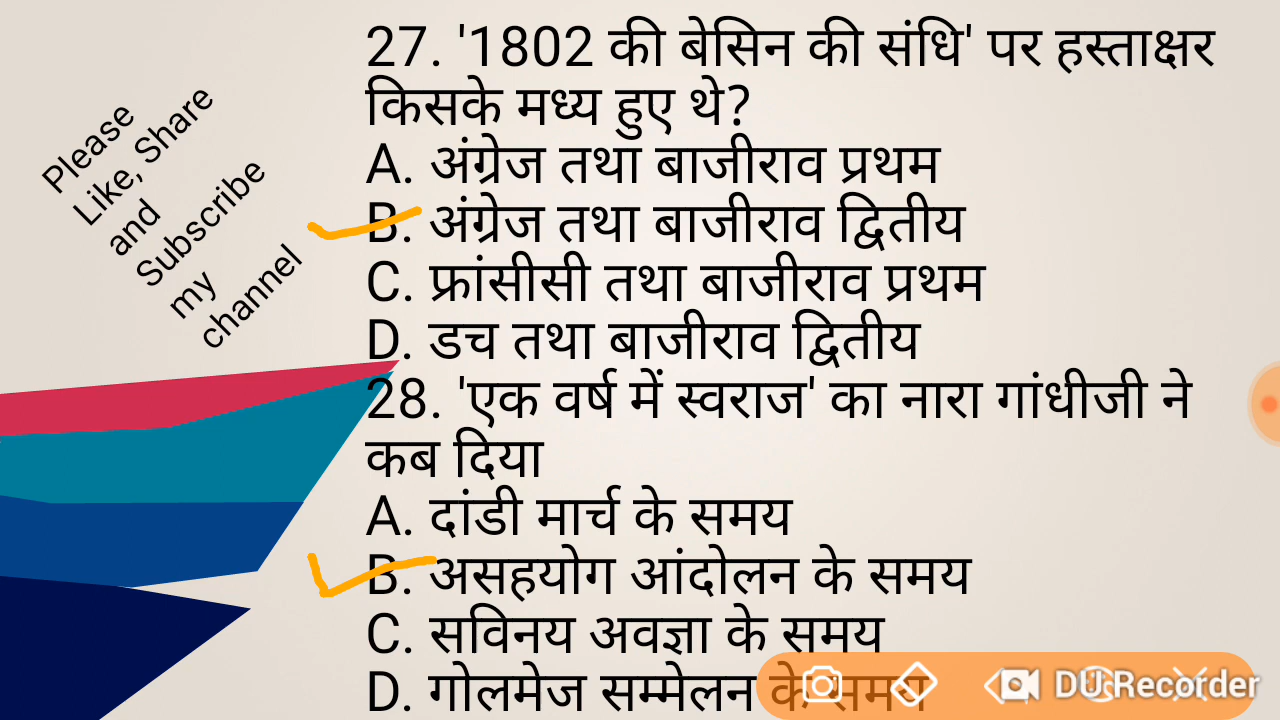 Please
Like, Share
and
Subscribe
my
channel
27. '1802 की बेसिन की संधि' पर हस्ताक्षर
किसके मध्य हुए थे?
A. अंग्रेज तथा बाजीराव प्रथम
B. अंग्रेज तथा बाजीराव द्वितीय
C. फ्रांसीसी तथा बाजीराव प्रथम
D. डच तथा बाजीराव द्वितीय
28. 'एक वर्ष में स्वराज' का नारा गांधीजी ने
कब दिया
A. दांडी मार्च के समय
B. असहयोग आंदोलन के समय
C. सविनय अवज्ञा के समय
D. गोलमेज सम्मेलन के समय
DU Recorder